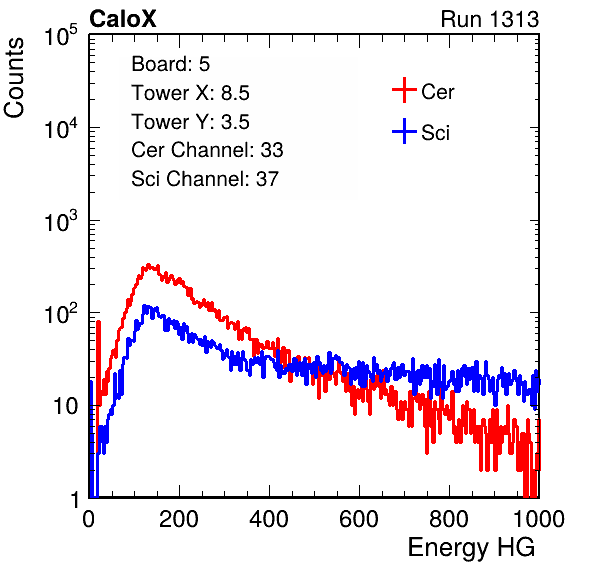 CaloX Run 1313
Counts
10^5
10^4
10^3
10^2
10
1
Board: 5
Tower X: 8.5
Tower Y: 3.5
Cer Channel: 33
Sci Channel: 37
Cer
Sci
0 200 400 600 800 1000
Energy HG